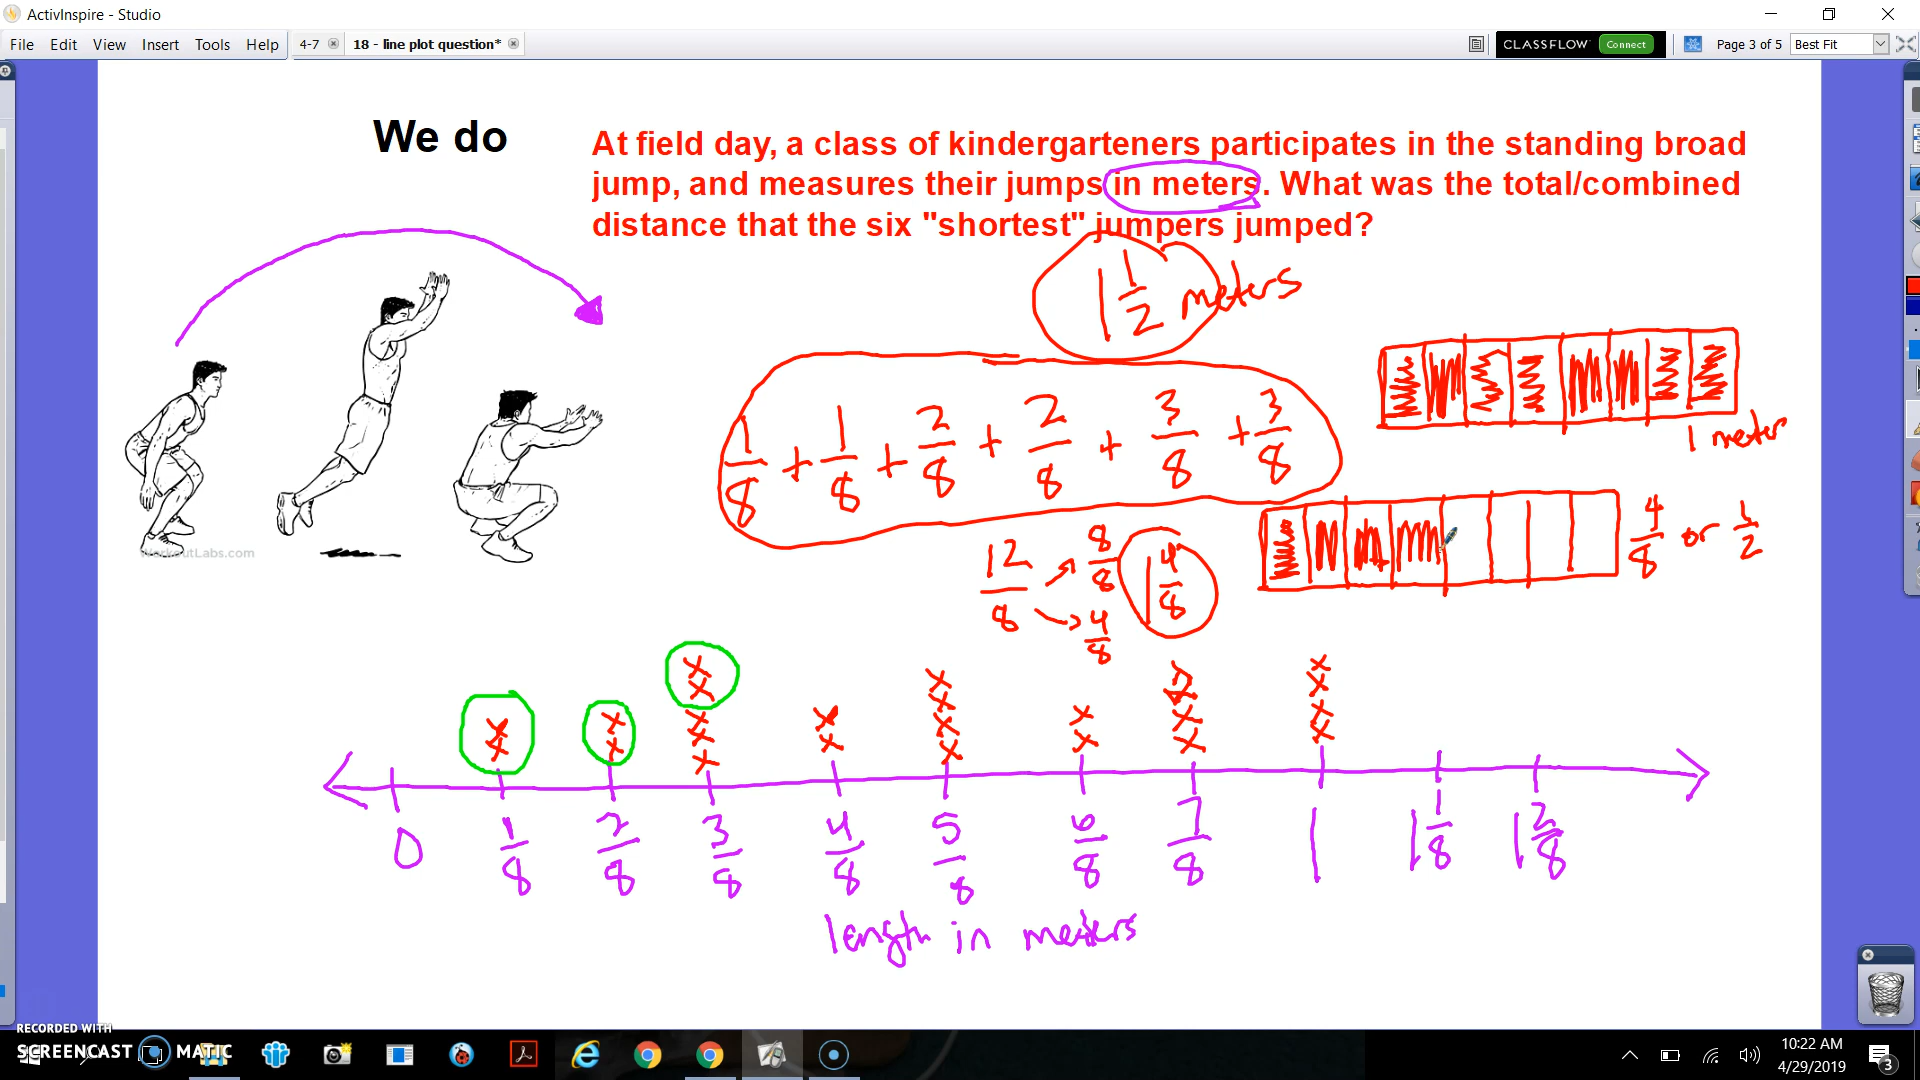 ActivInspire - Studio
File Edit View Insert Tools Help
4-7
18 - line plot question*
CLASSFLOW Connect
Page 3 of 5
Best Fit
We do
At field day, a class of kindergarteners participates in the standing broad
jump, and measures their jumps in meters. What was the total/combined
distance that the six "shortest" jumpers jumped?
1 1/2 meters
1/8 + 1/8 + 2/8 + 2/8 + 3/8 + 3/8
1 meter
12/8 → 8/8
→ 4/8
1 4/8
4/8 or 1/2
WorkoutLabs.com
x x x x x x x x x x x x x x x x x x x x x x x x x
0 1/8 2/8 3/8 4/8 5/8 6/8 7/8 1 1 1/8 1 2/8
length in meters
RECORDED WITH
SCREENCAST MATIC
10:22 AM
4/29/2019
3